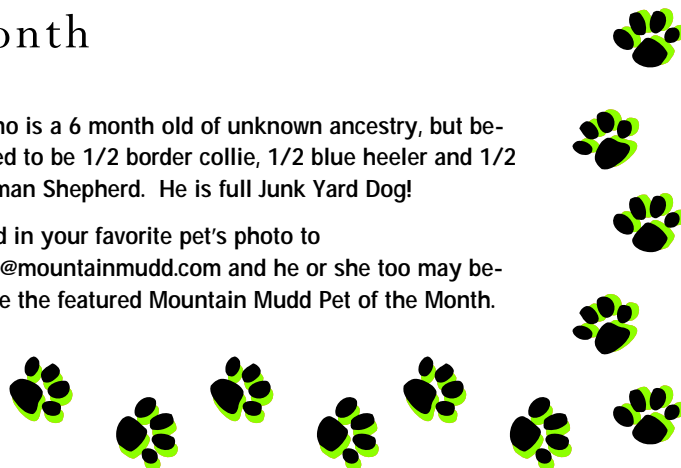 onth
no is a 6 month old of unknown ancestry, but be-
ed to be 1/2 border collie, 1/2 blue heeler and 1/2
man Shepherd. He is full Junk Yard Dog!
d in your favorite pet's photo to
@mountainmudd.com and he or she too may be-
e the featured Mountain Mudd Pet of the Month.